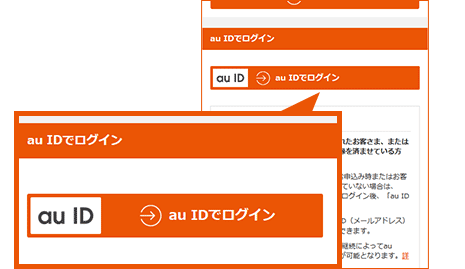 au IDでログイン
au ID
au IDでログイン
れたお客さま、または
を済ませている方
申込み時またはお客
ていない場合は、
ログイン後、「au ID
D（メールアドレス）
できます。
継続によってau
が可能となります。詳
au IDでログイン
au ID
au IDでログイン